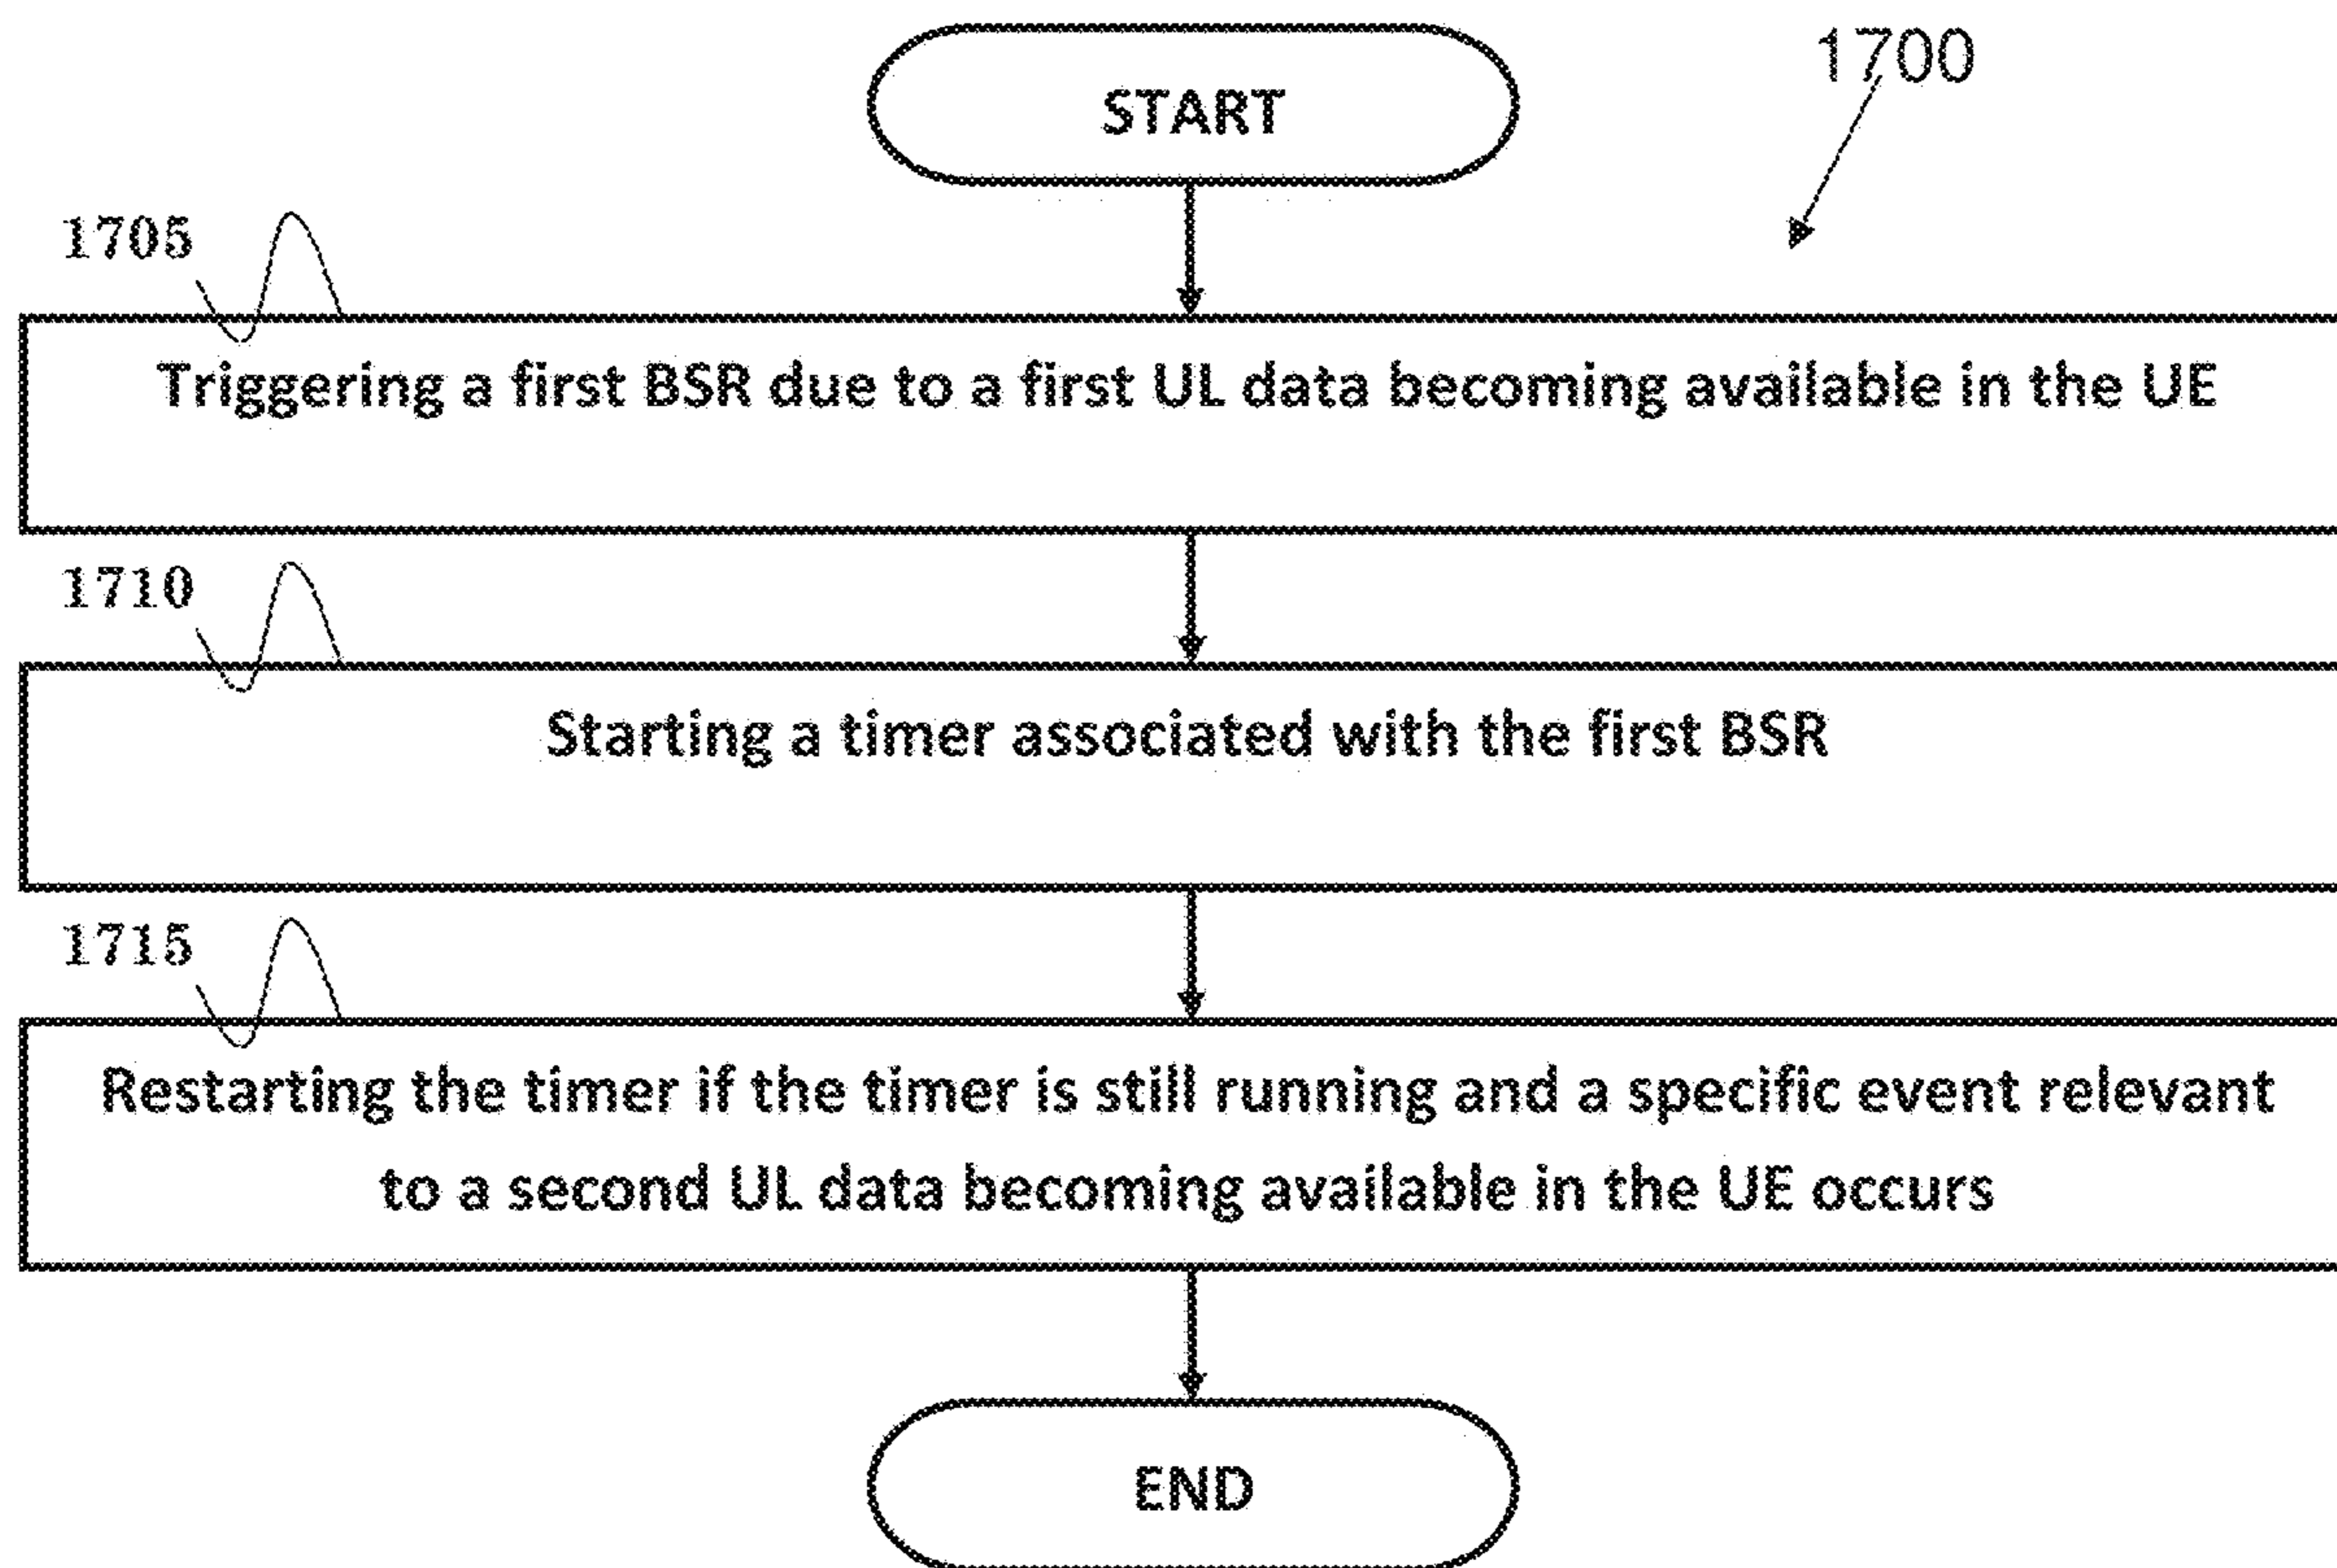 START
1700
1705
Triggering a first BSR due to a first UL data becoming available in the UE
1710
Starting a timer associated with the first BSR
1715
Restarting the timer if the timer is still running and a specific event relevant
to a second UL data becoming available in the UE occurs
END